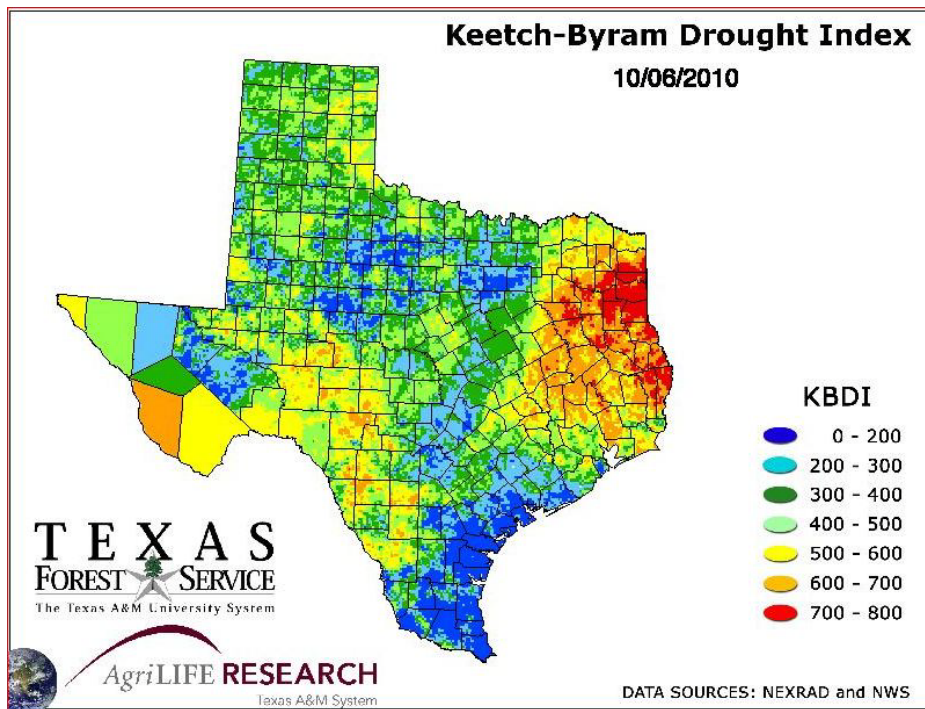 Keetch-Byram Drought Index
10/06/2010
KBDI
0 - 200
200 - 300
300 - 400
400 - 500
500 - 600
600 - 700
700 - 800
TEXAS
FOREST SERVICE
The Texas A&M University System
AgriLIFE RESEARCH
Texas A&M System
DATA SOURCES: NEXRAD and NWS